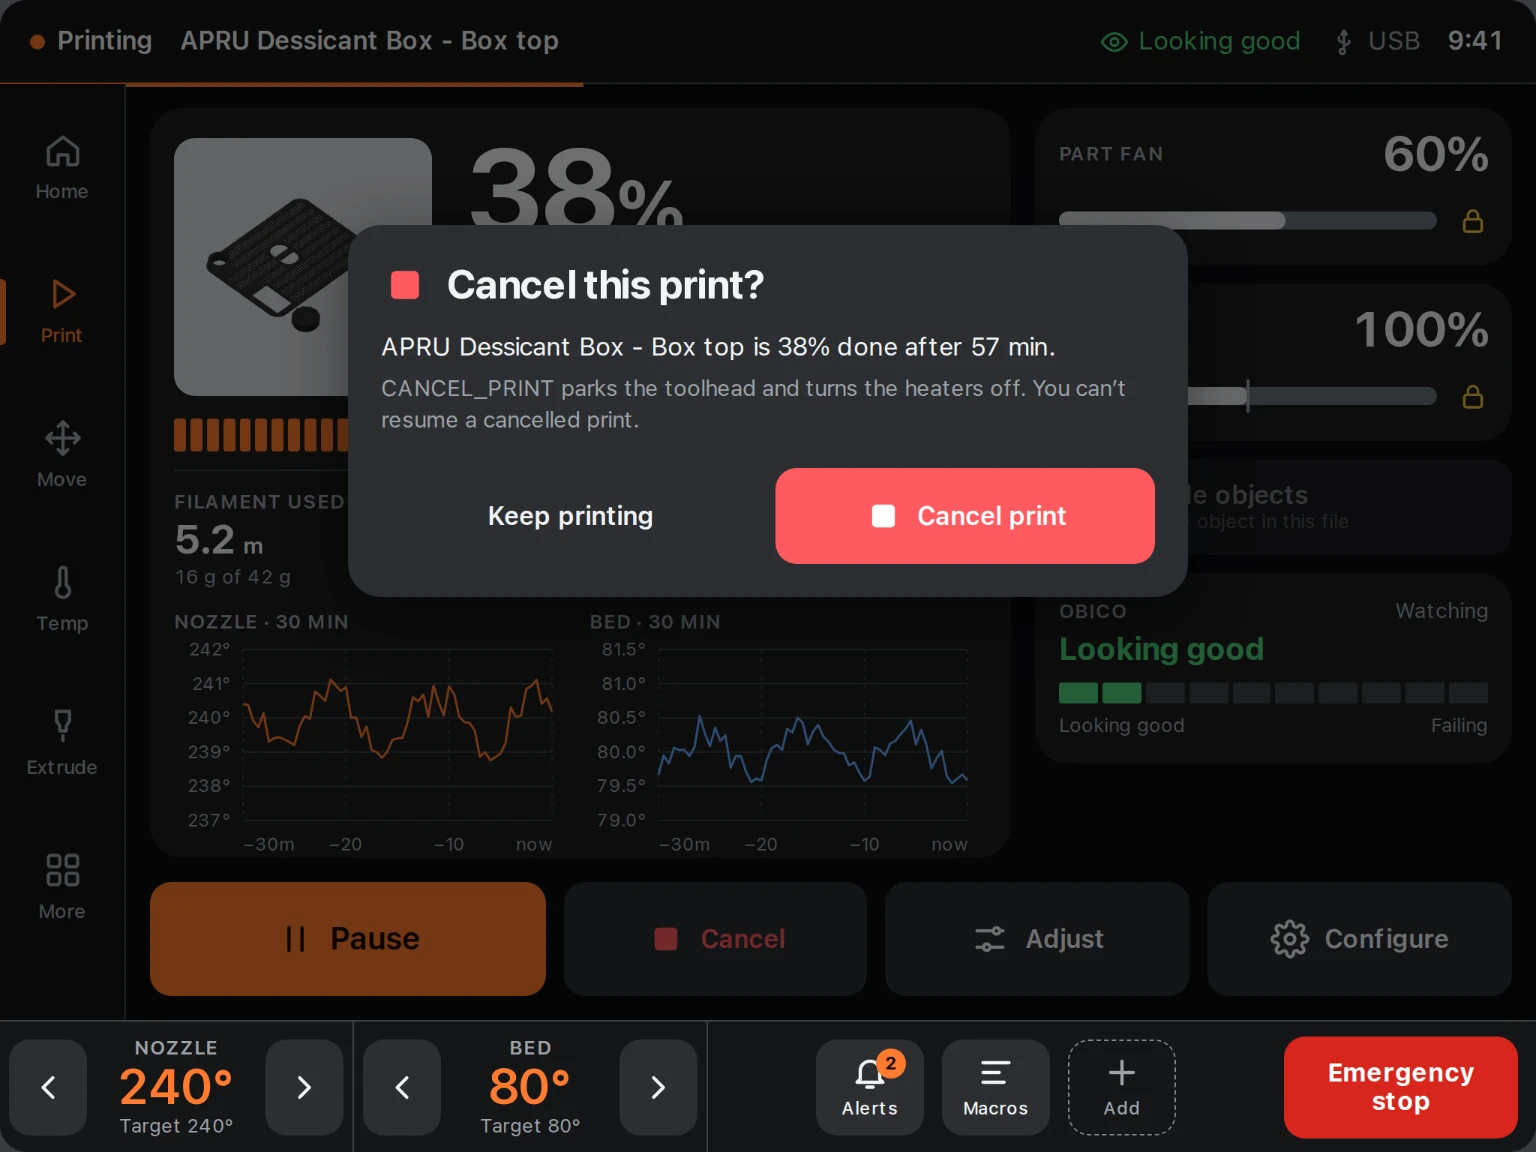 Printing APRU Dessicant Box - Box top
Looking good USB 9:41
Home
Print
Move
Temp
Extrude
More
38%
Cancel this print?
APRU Dessicant Box - Box top is 38% done after 57 min.
CANCEL_PRINT parks the toolhead and turns the heaters off. You can’t
resume a cancelled print.
Keep printing
Cancel print
FILAMENT USED
5.2 m
16 g of 42 g
NOZZLE · 30 MIN
242°
241°
240°
239°
238°
237°
−30m −20 −10 now
BED · 30 MIN
81.5°
81.0°
80.5°
80.0°
79.5°
79.0°
−30m −20 −10 now
PART FAN 60%
100%
objects
object in this file
OBICO Watching
Looking good
Looking good Failing
Pause
Cancel
Adjust
Configure
NOZZLE
240°
Target 240°
BED
80°
Target 80°
2
Alerts
Macros
Add
Emergency
stop